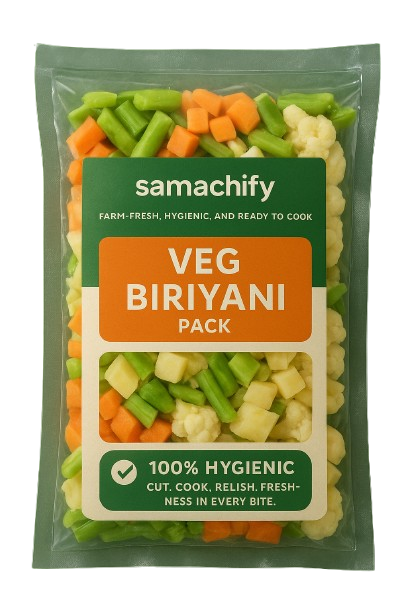 samachify
FARM-FRESH, HYGIENIC, AND READY TO COOK
VEG
BIRIYANI
PACK
100% HYGIENIC
CUT. COOK, RELISH. FRESH-
NESS IN EVERY BITE.